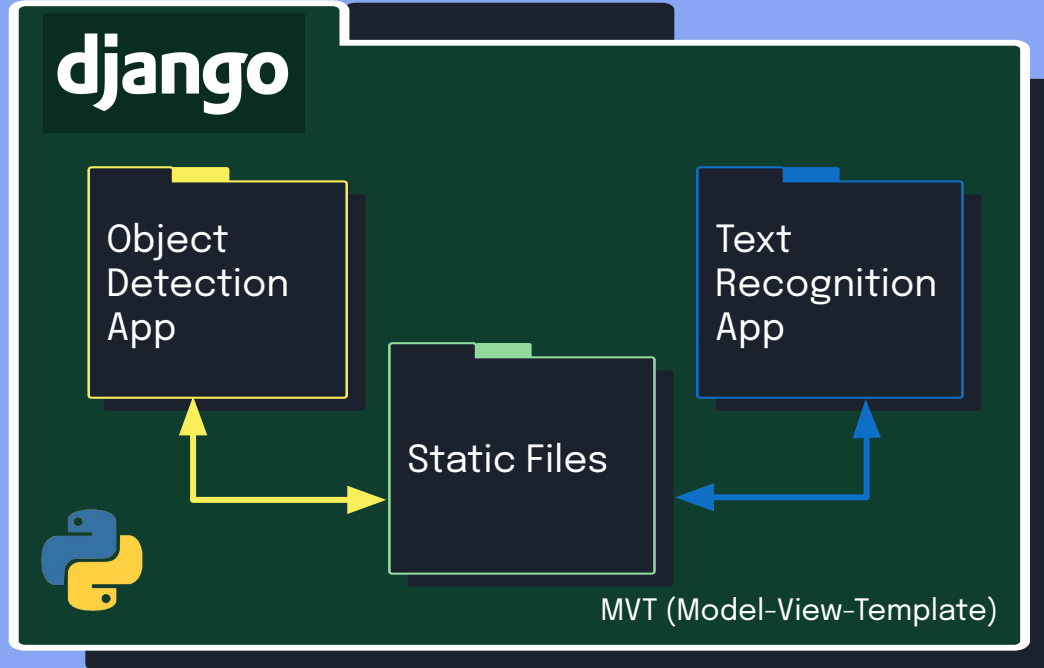 django
Object
Detection
App
Text
Recognition
App
Static Files
MVT (Model-View-Template)